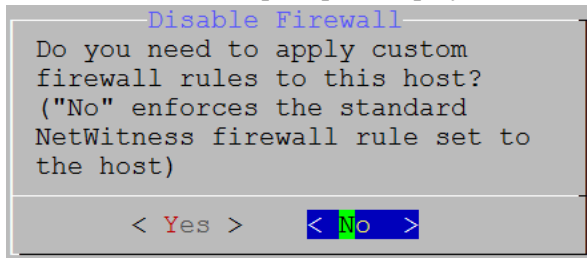 Disable Firewall
Do you need to apply custom
firewall rules to this host?
("No" enforces the standard
NetWitness firewall rule set to
the host)
< Yes > < No >